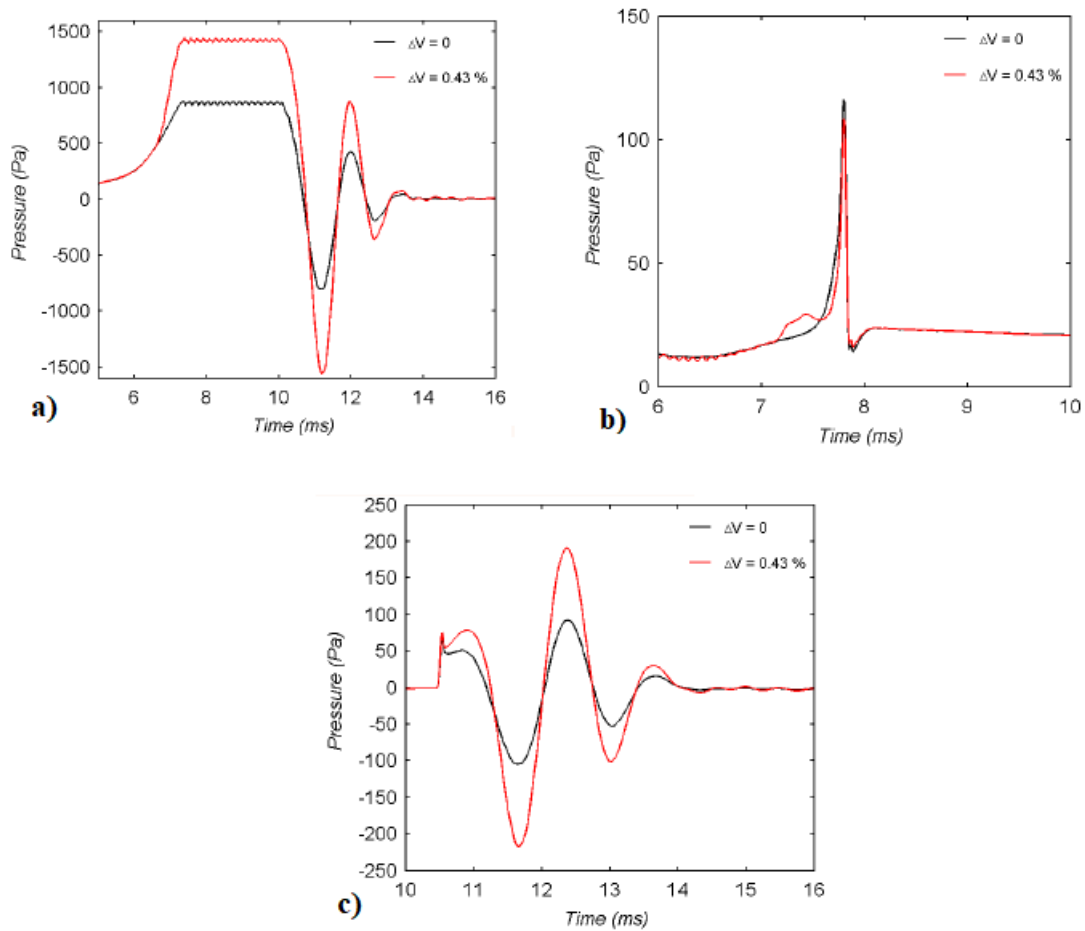 1500
1000
500
0
-500
-1000
-1500
Pressure (Pa)
ΔV = 0
ΔV = 0.43 %
6 8 10 12 14 16
Time (ms)
a)
150
100
50
0
Pressure (Pa)
ΔV = 0
ΔV = 0.43 %
6 7 8 9 10
Time (ms)
b)
250
200
150
100
50
0
-50
-100
-150
-200
-250
Pressure (Pa)
ΔV = 0
ΔV = 0.43 %
10 11 12 13 14 15 16
Time (ms)
c)